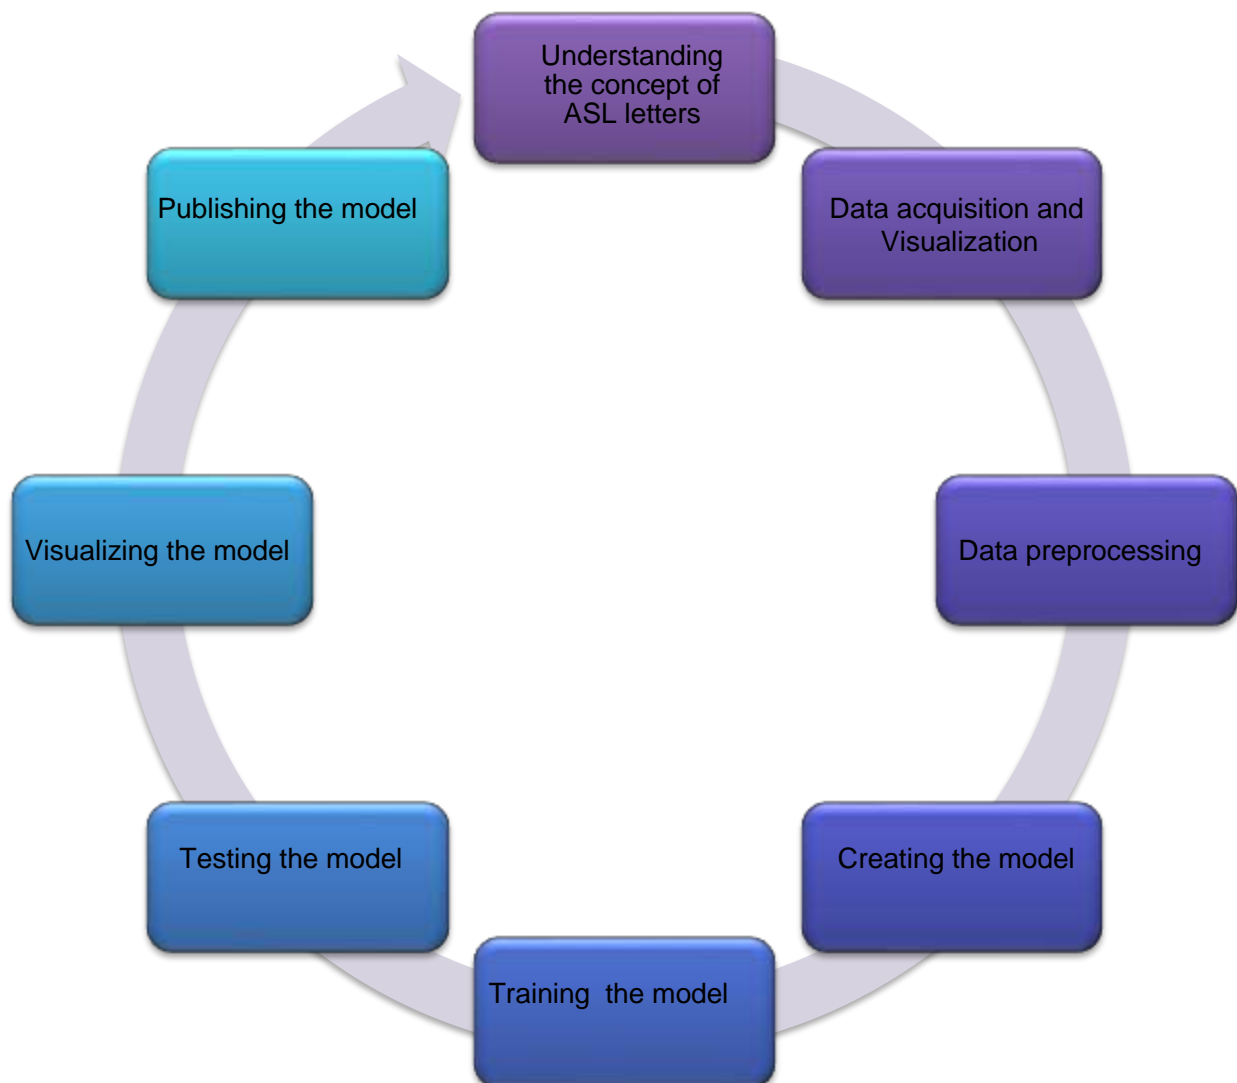 Understanding
the concept of
ASL letters
Data acquisition and
Visualization
Data preprocessing
Creating the model
Training  the model
Testing the model
Visualizing the model
Publishing the model